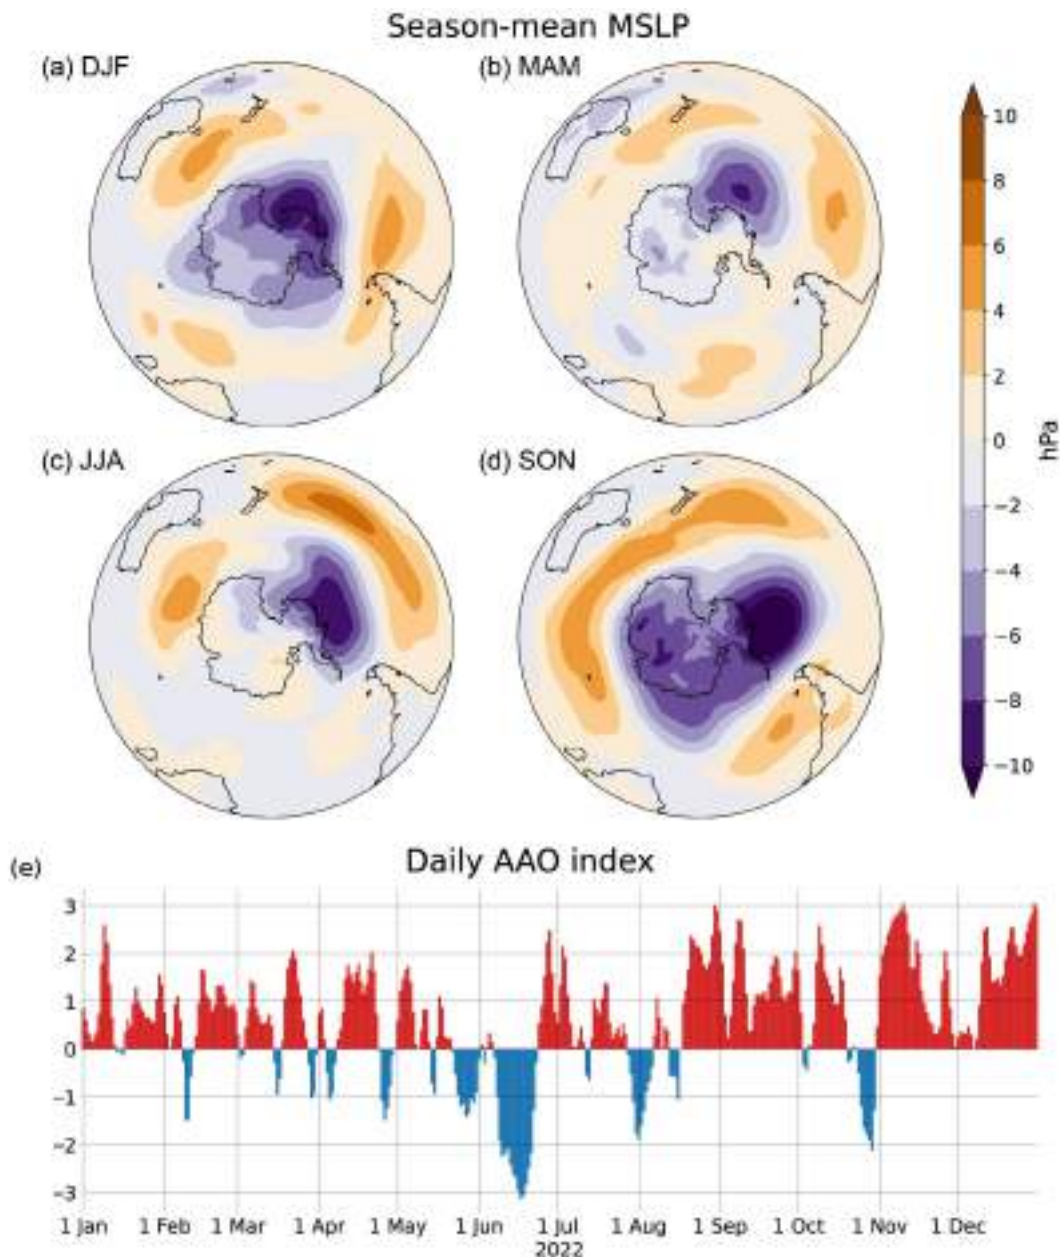 Season-mean MSLP
(a) DJF
(b) MAM
(c) JJA
(d) SON
10
8
6
4
2
0
−2
−4
−6
−8
−10
hPa
(e)
Daily AAO index
3
2
1
0
−1
−2
−3
1 Jan 1 Feb 1 Mar 1 Apr 1 May 1 Jun 1 Jul 1 Aug 1 Sep 1 Oct 1 Nov 1 Dec
2022